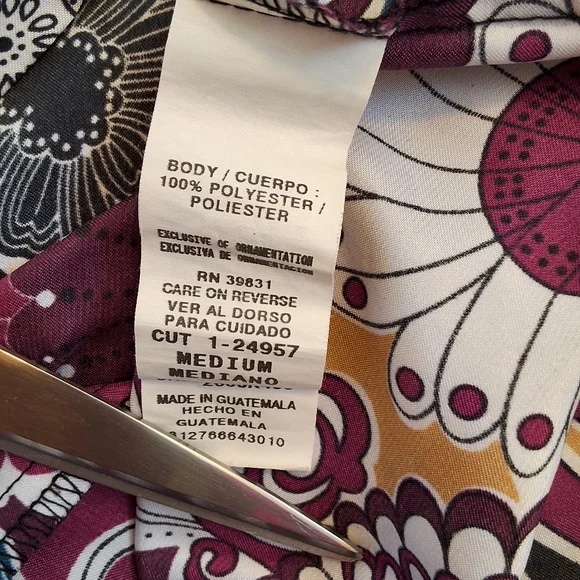 BODY / CUERPO :
100% POLYESTER /
POLIESTER
EXCLUSIVE OF ORNAMENTATION
EXCLUSIVA DE ORNAMENTACION
RN 39831
CARE ON REVERSE
VER AL DORSO
PARA CUIDADO
CUT 1-24957
MEDIUM
MEDIANO
MADE IN GUATEMALA
HECHO EN
GUATEMALA
312766643010